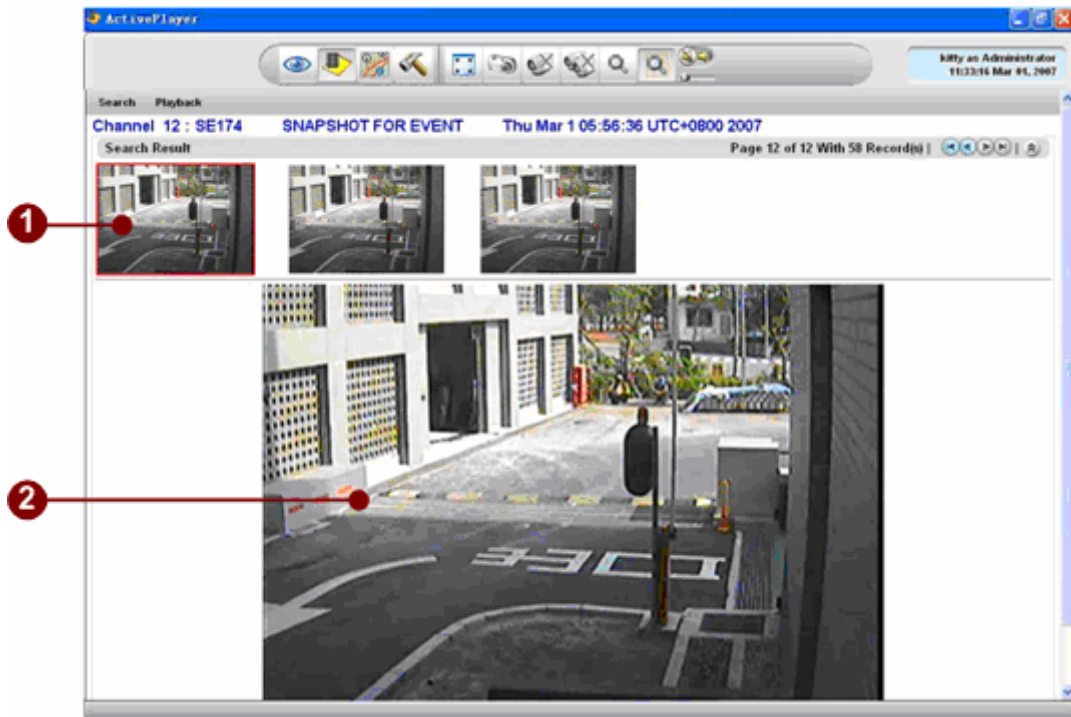 ActivePlayer
kitty as Administrator
11:33:16 Mar 01, 2007
Search Playback
Channel 12 : SE174 SNAPSHOT FOR EVENT Thu Mar 1 05:56:36 UTC+0800 2007
Search Result Page 12 of 12 With 58 Record(s) |
1
2
出口